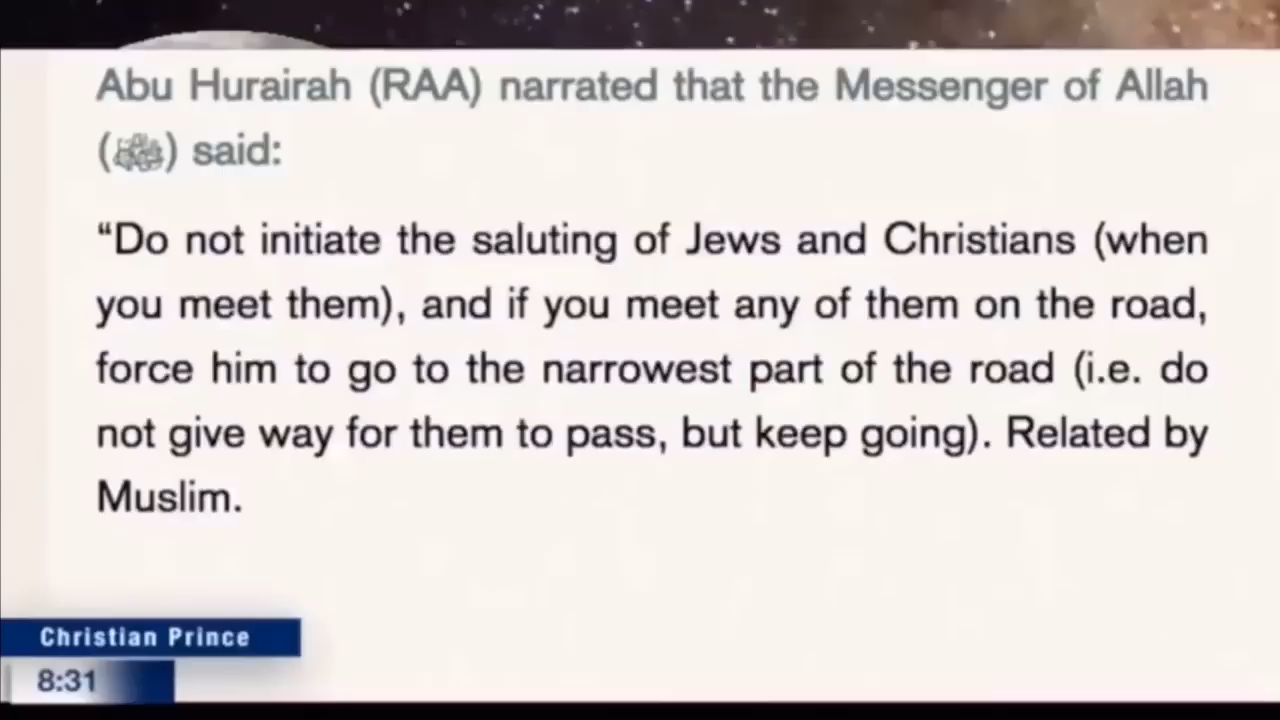 Abu Hurairah (RAA) narrated that the Messenger of Allah
(ﷺ) said:
“Do not initiate the saluting of Jews and Christians (when
you meet them), and if you meet any of them on the road,
force him to go to the narrowest part of the road (i.e. do
not give way for them to pass, but keep going). Related by
Muslim.
Christian Prince
8:31